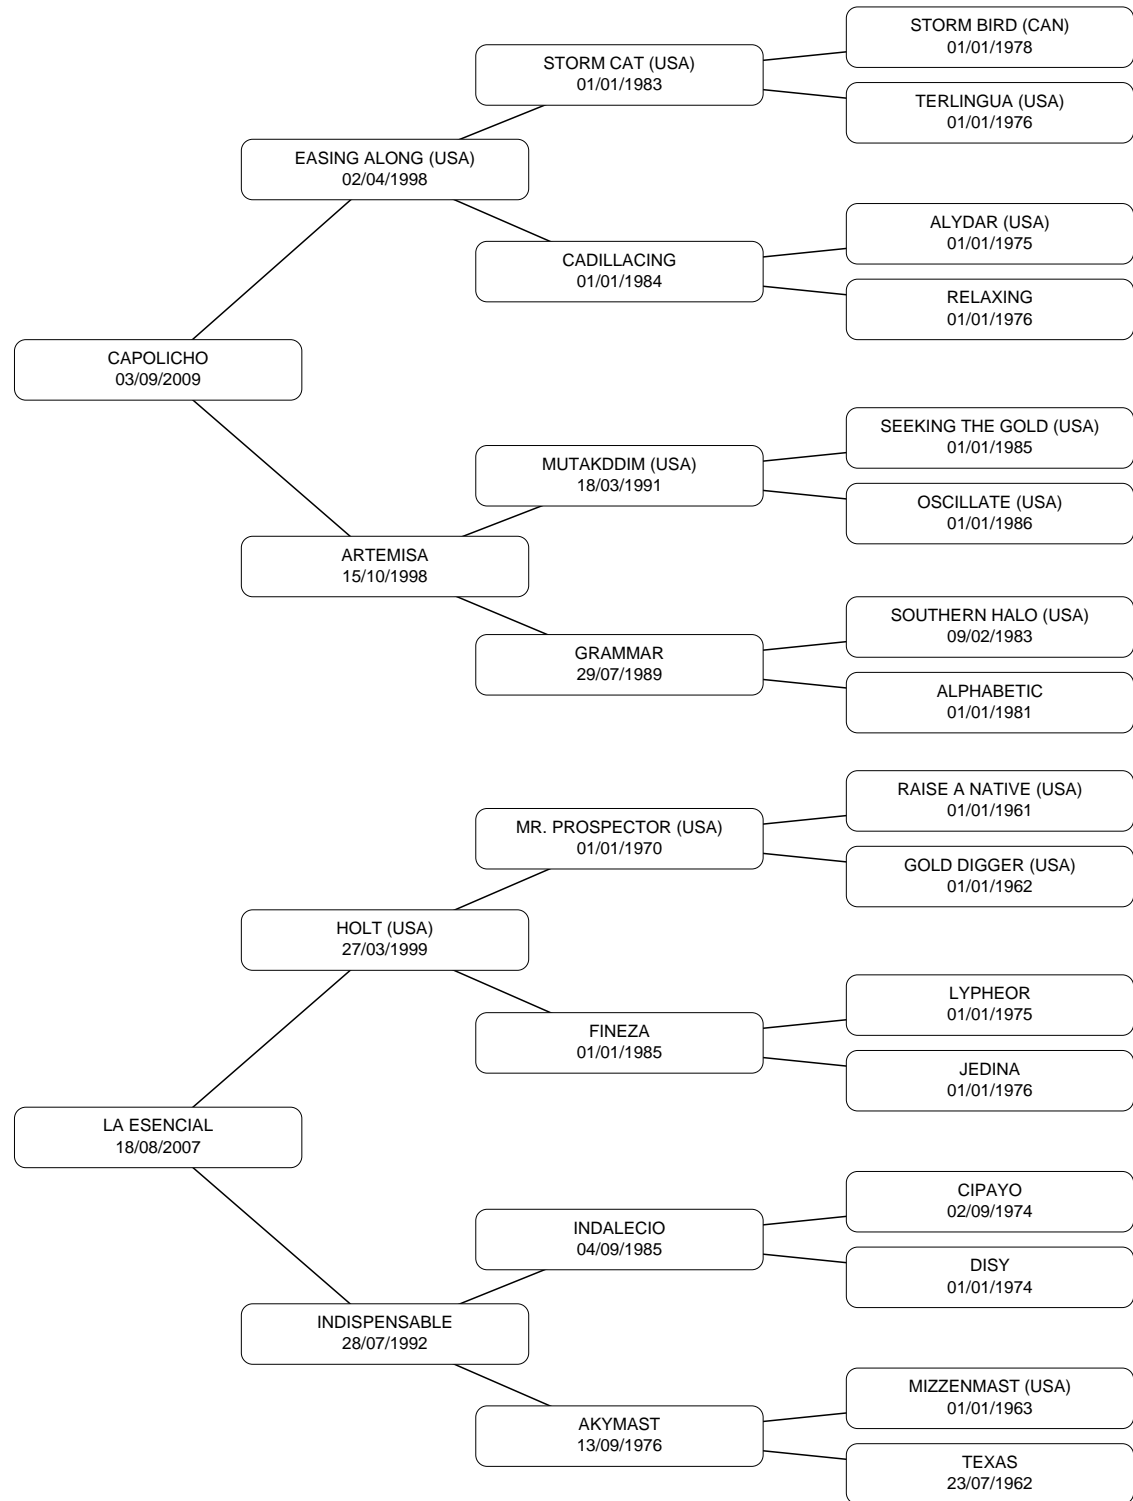 STORM BIRD (CAN)
01/01/1978
STORM CAT (USA)
01/01/1983
TERLINGUA (USA)
01/01/1976
EASING ALONG (USA)
02/04/1998
ALYDAR (USA)
01/01/1975
CADILLACING
01/01/1984
RELAXING
01/01/1976
CAPOLICHO
03/09/2009
SEEKING THE GOLD (USA)
01/01/1985
MUTAKDDIM (USA)
18/03/1991
OSCILLATE (USA)
01/01/1986
ARTEMISA
15/10/1998
SOUTHERN HALO (USA)
09/02/1983
GRAMMAR
29/07/1989
ALPHABETIC
01/01/1981
RAISE A NATIVE (USA)
01/01/1961
MR. PROSPECTOR (USA)
01/01/1970
GOLD DIGGER (USA)
01/01/1962
HOLT (USA)
27/03/1999
LYPHEOR
01/01/1975
FINEZA
01/01/1985
JEDINA
01/01/1976
LA ESENCIAL
18/08/2007
CIPAYO
02/09/1974
INDALECIO
04/09/1985
DISY
01/01/1974
INDISPENSABLE
28/07/1992
MIZZENMAST (USA)
01/01/1963
AKYMAST
13/09/1976
TEXAS
23/07/1962